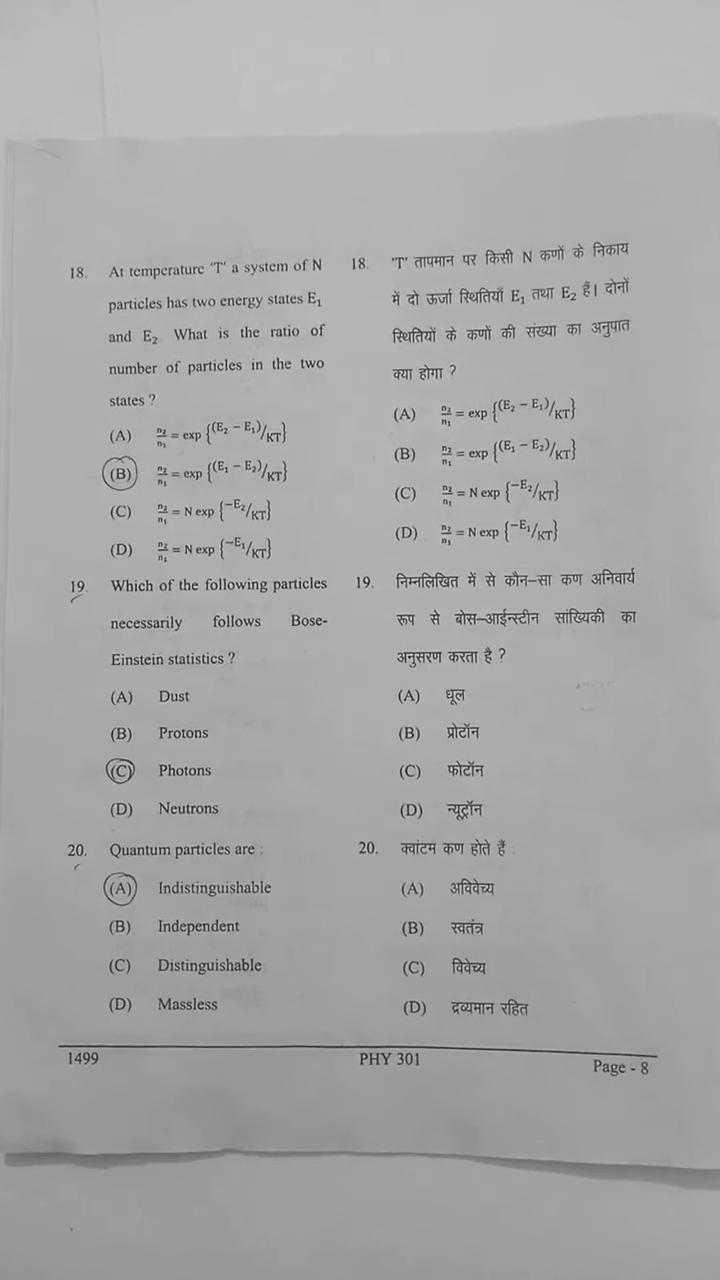 18. At temperature 'T' a system of N
particles has two energy states E₁
and E₂ What is the ratio of
number of particles in the two
states ?
(A) n₂/n₁ = exp {(E₂ − E₁)/KT}
(B) n₂/n₁ = exp {(E₁ − E₂)/KT}
(C) n₂/n₁ = N exp {−E₂/KT}
(D) n₂/n₁ = N exp {−E₁/KT}
19. Which of the following particles
necessarily follows Bose-
Einstein statistics ?
(A) Dust
(B) Protons
(C) Photons
(D) Neutrons
20. Quantum particles are :
(A) Indistinguishable
(B) Independent
(C) Distinguishable
(D) Massless
18. 'T' तापमान पर किसी N कणों के निकाय
में दो ऊर्जा स्थितियाँ E₁ तथा E₂ हैं। दोनों
स्थितियों के कणों की संख्या का अनुपात
क्या होगा ?
(A) n₂/n₁ = exp {(E₂ − E₁)/KT}
(B) n₂/n₁ = exp {(E₁ − E₂)/KT}
(C) n₂/n₁ = N exp {−E₂/KT}
(D) n₂/n₁ = N exp {−E₁/KT}
19. निम्नलिखित में से कौन–सा कण अनिवार्य
रूप से बोस–आईन्स्टीन सांख्यिकी का
अनुसरण करता है ?
(A) धूल
(B) प्रोटॉन
(C) फोटॉन
(D) न्यूट्रॉन
20. क्वांटम कण होते हैं :
(A) अविवेच्य
(B) स्वतंत्र
(C) विवेच्य
(D) द्रव्यमान रहित
1499 PHY 301 Page - 8